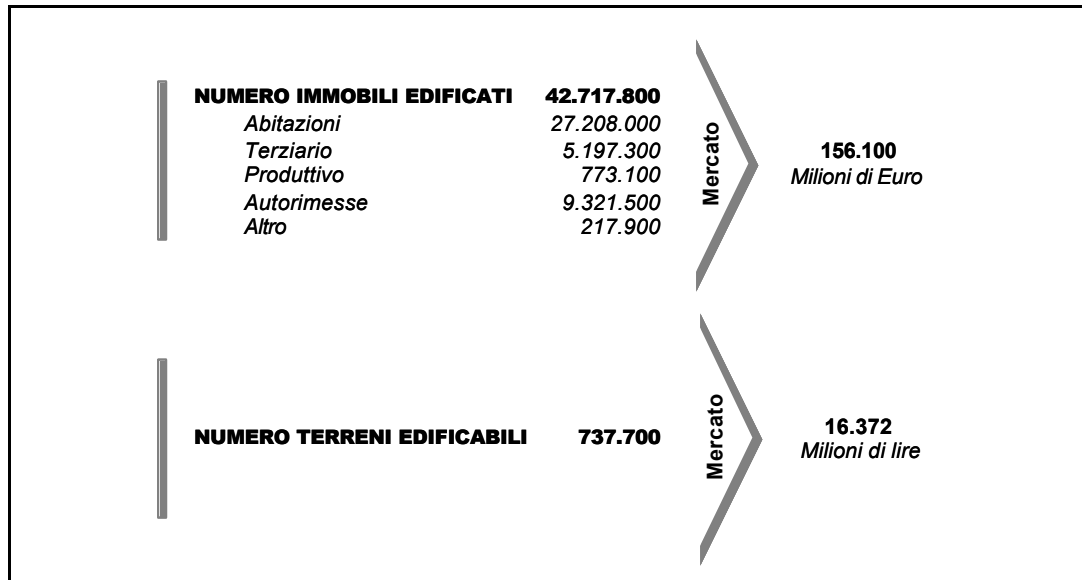 NUMERO IMMOBILI EDIFICATI 42.717.800
Abitazioni 27.208.000
Terziario 5.197.300
Produttivo 773.100
Autorimesse 9.321.500
Altro 217.900
Mercato
156.100
Milioni di Euro
NUMERO TERRENI EDIFICABILI 737.700
Mercato
16.372
Milioni di lire